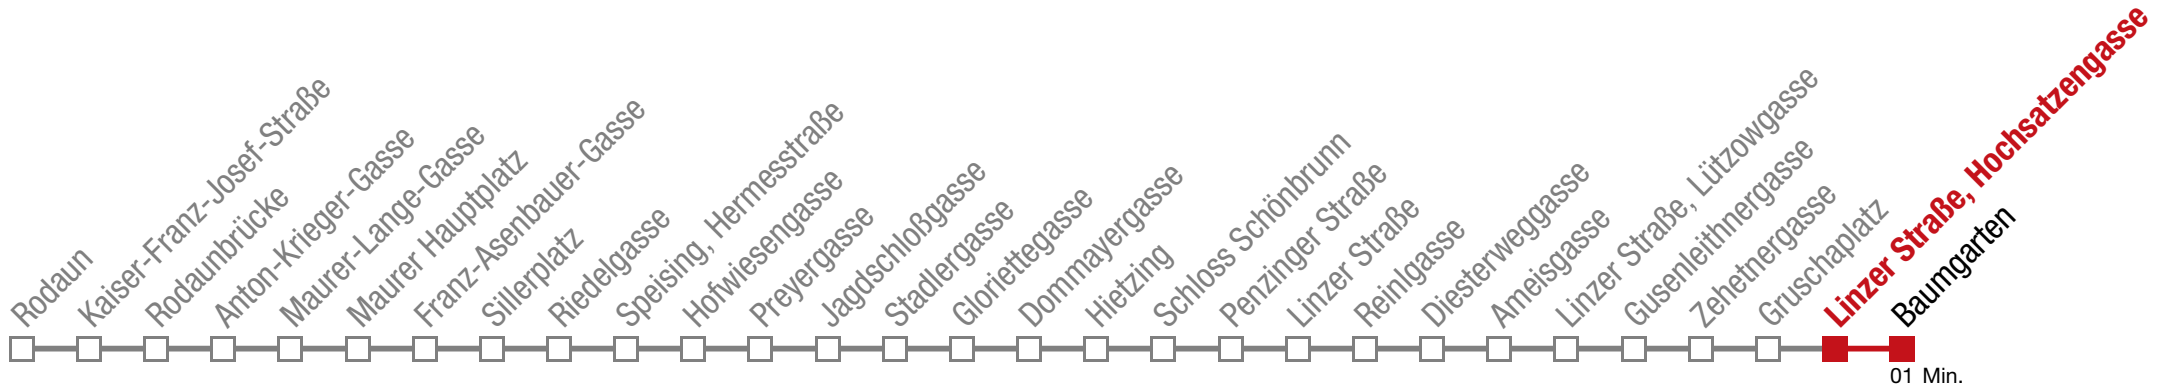 Rodaun
Kaiser-Franz-Josef-Straße
Rodaunbrücke
Anton-Krieger-Gasse
Maurer-Lange-Gasse
Maurer Hauptplatz
Franz-Asenbauer-Gasse
Sillerplatz
Riedelgasse
Speising, Hermesstraße
Hofwiesengasse
Preyergasse
Jagdschloßgasse
Stadlergasse
Gloriettegasse
Dommayergasse
Hietzing
Schloss Schönbrunn
Penzinger Straße
Linzer Straße
Reinlgasse
Diesterweggasse
Ameisgasse
Linzer Straße, Lützowgasse
Gusenleithnergasse
Zehetnergasse
Gruschaplatz
Linzer Straße, Hochsatzengasse
Baumgarten
01 Min.